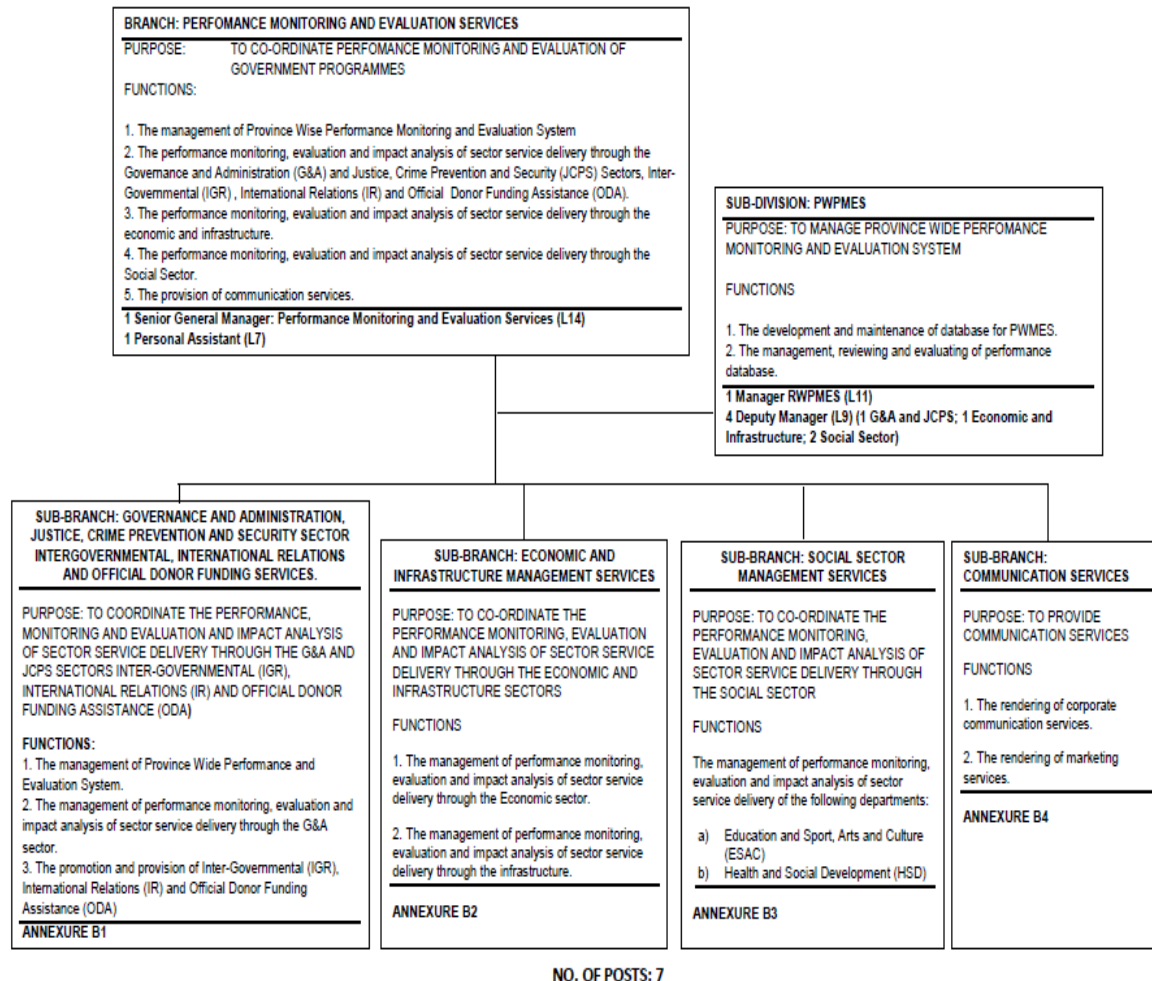 BRANCH: PERFOMANCE MONITORING AND EVALUATION SERVICES
PURPOSE: TO CO-ORDINATE PERFOMANCE MONITORING AND EVALUATION OF
GOVERNMENT PROGRAMMES
FUNCTIONS:
1. The management of Province Wise Performance Monitoring and Evaluation System
2. The performance monitoring, evaluation and impact analysis of sector service delivery through the
Governance and Administration (G&A) and Justice, Crime Prevention and Security (JCPS) Sectors, Inter-
Governmental (IGR) , International Relations (IR) and Official Donor Funding Assistance (ODA).
3. The performance monitoring, evaluation and impact analysis of sector service delivery through the
economic and infrastructure.
4. The performance monitoring, evaluation and impact analysis of sector service delivery through the
Social Sector.
5. The provision of communication services.
1 Senior General Manager: Performance Monitoring and Evaluation Services (L14)
1 Personal Assistant (L7)
SUB-DIVISION: PWPMES
PURPOSE: TO MANAGE PROVINCE WIDE PERFOMANCE
MONITORING AND EVALUATION SYSTEM
FUNCTIONS
1. The development and maintenance of database for PWMES.
2. The management, reviewing and evaluating of performance
database.
1 Manager RWPMES (L11)
4 Deputy Manager (L9) (1 G&A and JCPS; 1 Economic and
Infrastructure; 2 Social Sector)
SUB-BRANCH: GOVERNANCE AND ADMINISTRATION,
JUSTICE, CRIME PREVENTION AND SECURITY SECTOR
INTERGOVERNMENTAL, INTERNATIONAL RELATIONS
AND OFFICIAL DONOR FUNDING SERVICES.
PURPOSE: TO COORDINATE THE PERFORMANCE,
MONITORING AND EVALUATION AND IMPACT ANALYSIS
OF SECTOR SERVICE DELIVERY THROUGH THE G&A AND
JCPS SECTORS INTER-GOVERNMENTAL (IGR),
INTERNATIONAL RELATIONS (IR) AND OFFICIAL DONOR
FUNDING ASSISTANCE (ODA)
FUNCTIONS:
1. The management of Province Wide Performance and
Evaluation System.
2. The management of performance monitoring, evaluation and
impact analysis of sector service delivery through the G&A
sector.
3. The promotion and provision of Inter-Governmental (IGR),
International Relations (IR) and Official Donor Funding
Assistance (ODA)
ANNEXURE B1
SUB-BRANCH: ECONOMIC AND
INFRASTRUCTURE MANAGEMENT SERVICES
PURPOSE: TO CO-ORDINATE THE
PERFORMANCE MONITORING, EVALUATION
AND IMPACT ANALYSIS OF SECTOR SERVICE
DELIVERY THROUGH THE ECONOMIC AND
INFRASTRUCTURE SECTORS
FUNCTIONS
1. The management of performance monitoring,
evaluation and impact analysis of sector service
delivery through the Economic sector.
2. The management of performance monitoring,
evaluation and impact analysis of sector service
delivery through the infrastructure.
ANNEXURE B2
SUB-BRANCH: SOCIAL SECTOR
MANAGEMENT SERVICES
PURPOSE: TO CO-ORDINATE THE
PERFORMANCE MONITORING,
EVALUATION AND IMPACT ANALYSIS OF
SECTOR SERVICE DELIVERY THROUGH
THE SOCIAL SECTOR
FUNCTIONS
The management of performance monitoring,
evaluation and impact analysis of sector
service delivery of the following departments:
a) Education and Sport, Arts and Culture
(ESAC)
b) Health and Social Development (HSD)
ANNEXURE B3
SUB-BRANCH:
COMMUNICATION SERVICES
PURPOSE: TO PROVIDE
COMMUNICATION SERVICES
FUNCTIONS
1. The rendering of corporate
communication services.
2. The rendering of marketing
services.
ANNEXURE B4
NO. OF POSTS: 7